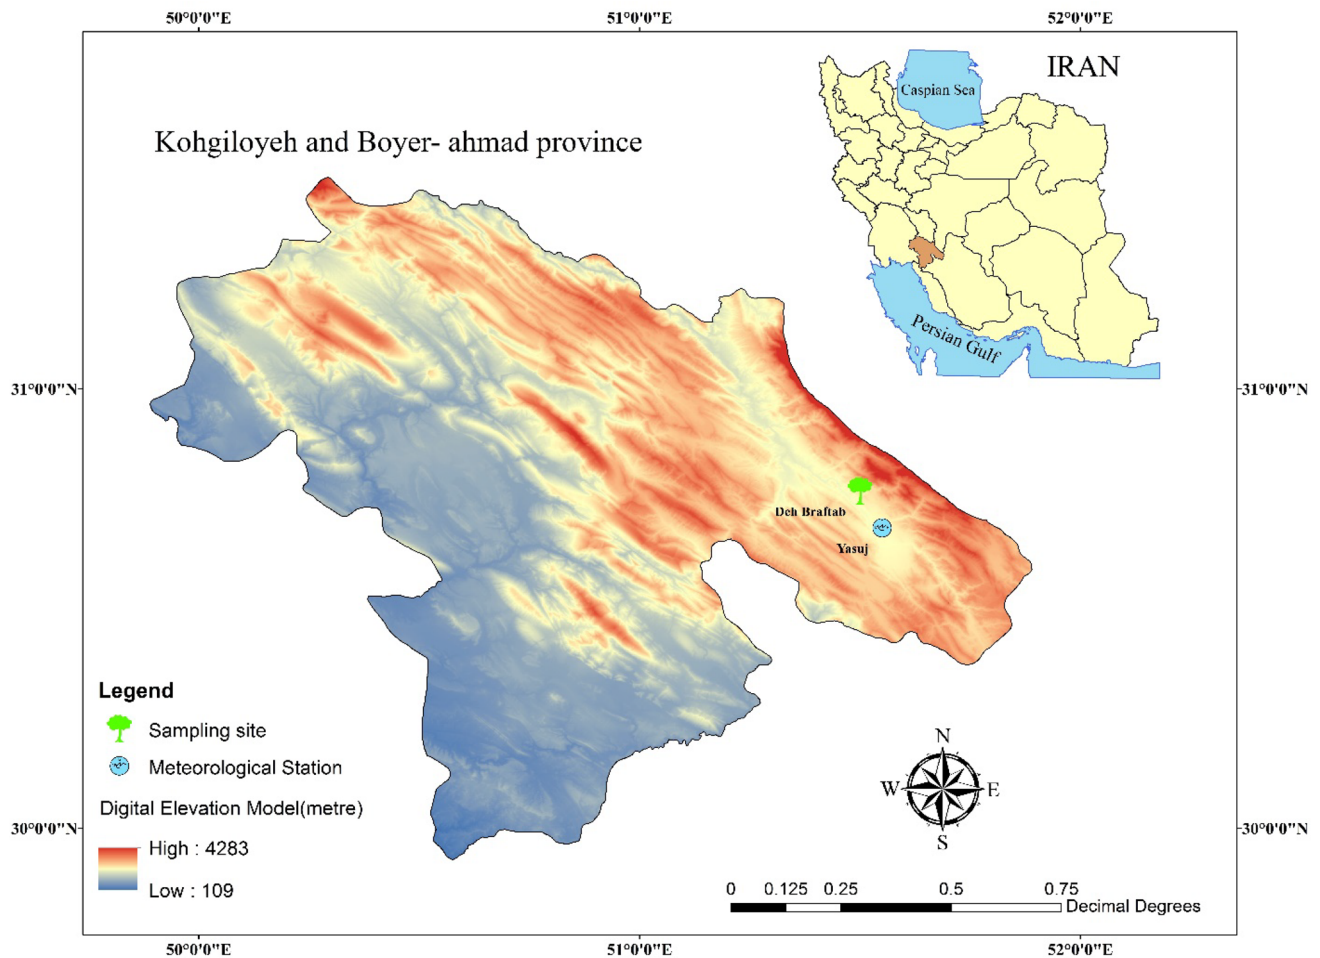 50°0'0"E
51°0'0"E
52°0'0"E
IRAN
Caspian Sea
Kohgiloyeh and Boyer- ahmad province
Persian Gulf
31°0'0"N
31°0'0"N
Deh Braftab
Yasuj
Legend
Sampling site
Meteorological Station
Digital Elevation Model(metre)
High : 4283
Low : 109
N
W
E
S
30°0'0"N
30°0'0"N
0 0.125 0.25 0.5 0.75
Decimal Degrees
50°0'0"E
51°0'0"E
52°0'0"E